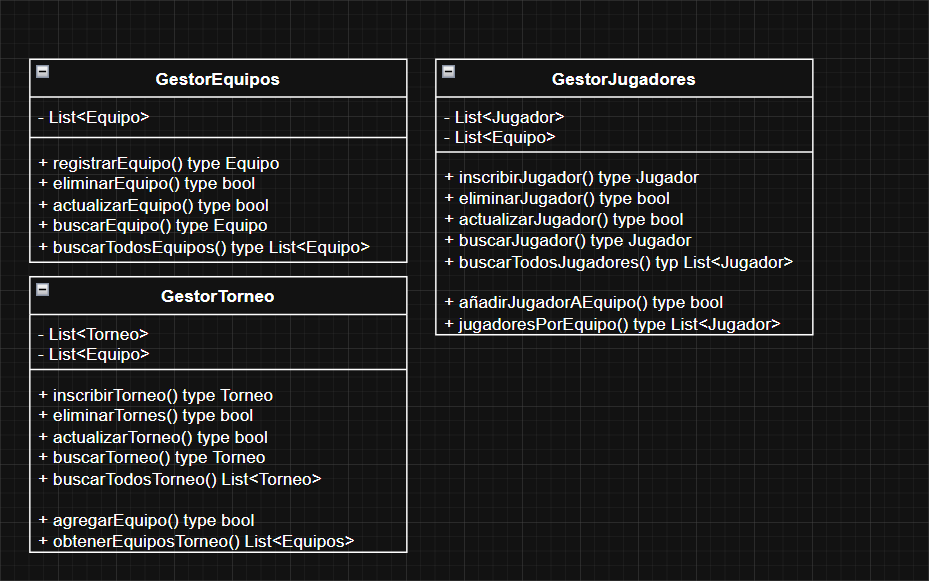 GestorEquipos
- List<Equipo>
+ registrarEquipo() type Equipo
+ eliminarEquipo() type bool
+ actualizarEquipo() type bool
+ buscarEquipo() type Equipo
+ buscarTodosEquipos() type List<Equipo>
GestorJugadores
- List<Jugador>
- List<Equipo>
+ inscribirJugador() type Jugador
+ eliminarJugador() type bool
+ actualizarJugador() type bool
+ buscarJugador() type Jugador
+ buscarTodosJugadores() typ List<Jugador>
+ añadirJugadorAEquipo() type bool
+ jugadoresPorEquipo() type List<Jugador>
GestorTorneo
- List<Torneo>
- List<Equipo>
+ inscribirTorneo() type Torneo
+ eliminarTornes() type bool
+ actualizarTorneo() type bool
+ buscarTorneo() type Torneo
+ buscarTodosTorneo() List<Torneo>
+ agregarEquipo() type bool
+ obtenerEquiposTorneo() List<Equipos>